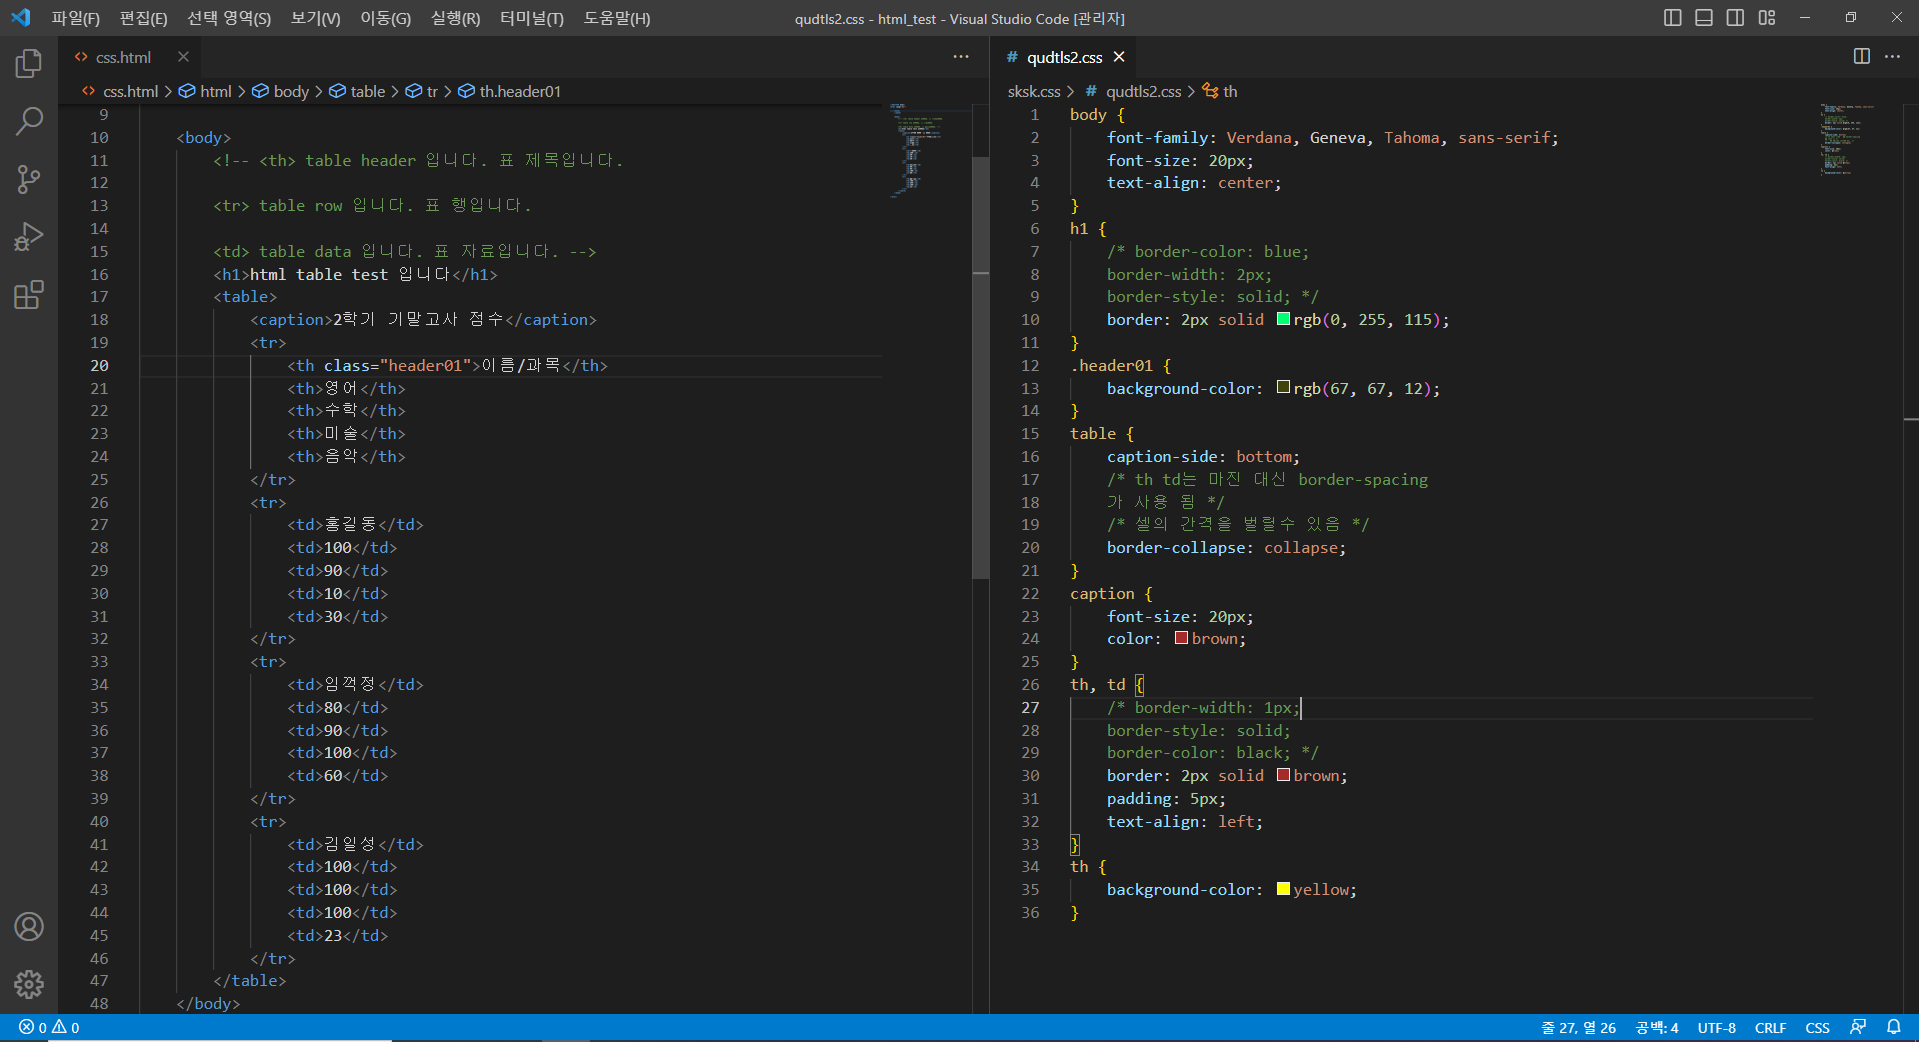 파일(F) 편집(E) 선택 영역(S) 보기(V) 이동(G) 실행(R) 터미널(T) 도움말(H)
qudtls2.css - html_test - Visual Studio Code [관리자]
css.html
css.html > html > body > table > tr > th.header01
9
10 <body>
11 <!-- <th> table header 입니다. 표 제목입니다.
12
13 <tr> table row 입니다. 표 행입니다.
14
15 <td> table data 입니다. 표 자료입니다. -->
16 <h1>html table test 입니다</h1>
17 <table>
18 <caption>2학기 기말고사 점수</caption>
19 <tr>
20 <th class="header01">이름/과목</th>
21 <th>영어</th>
22 <th>수학</th>
23 <th>미술</th>
24 <th>음악</th>
25 </tr>
26 <tr>
27 <td>홍길동</td>
28 <td>100</td>
29 <td>90</td>
30 <td>10</td>
31 <td>30</td>
32 </tr>
33 <tr>
34 <td>임꺽정</td>
35 <td>80</td>
36 <td>90</td>
37 <td>100</td>
38 <td>60</td>
39 </tr>
40 <tr>
41 <td>김일성</td>
42 <td>100</td>
43 <td>100</td>
44 <td>100</td>
45 <td>23</td>
46 </tr>
47 </table>
48 </body>
# qudtls2.css
sksk.css > # qudtls2.css > th
1 body {
2 font-family: Verdana, Geneva, Tahoma, sans-serif;
3 font-size: 20px;
4 text-align: center;
5 }
6 h1 {
7 /* border-color: blue;
8 border-width: 2px;
9 border-style: solid; */
10 border: 2px solid rgb(0, 255, 115);
11 }
12 .header01 {
13 background-color: rgb(67, 67, 12);
14 }
15 table {
16 caption-side: bottom;
17 /* th td는 마진 대신 border-spacing
18 가 사용 됨 */
19 /* 셀의 간격을 벌릴수 있음 */
20 border-collapse: collapse;
21 }
22 caption {
23 font-size: 20px;
24 color: brown;
25 }
26 th, td {
27 /* border-width: 1px;
28 border-style: solid;
29 border-color: black; */
30 border: 2px solid brown;
31 padding: 5px;
32 text-align: left;
33 }
34 th {
35 background-color: yellow;
36 }
0 0 줄 27, 열 26 공백: 4 UTF-8 CRLF CSS